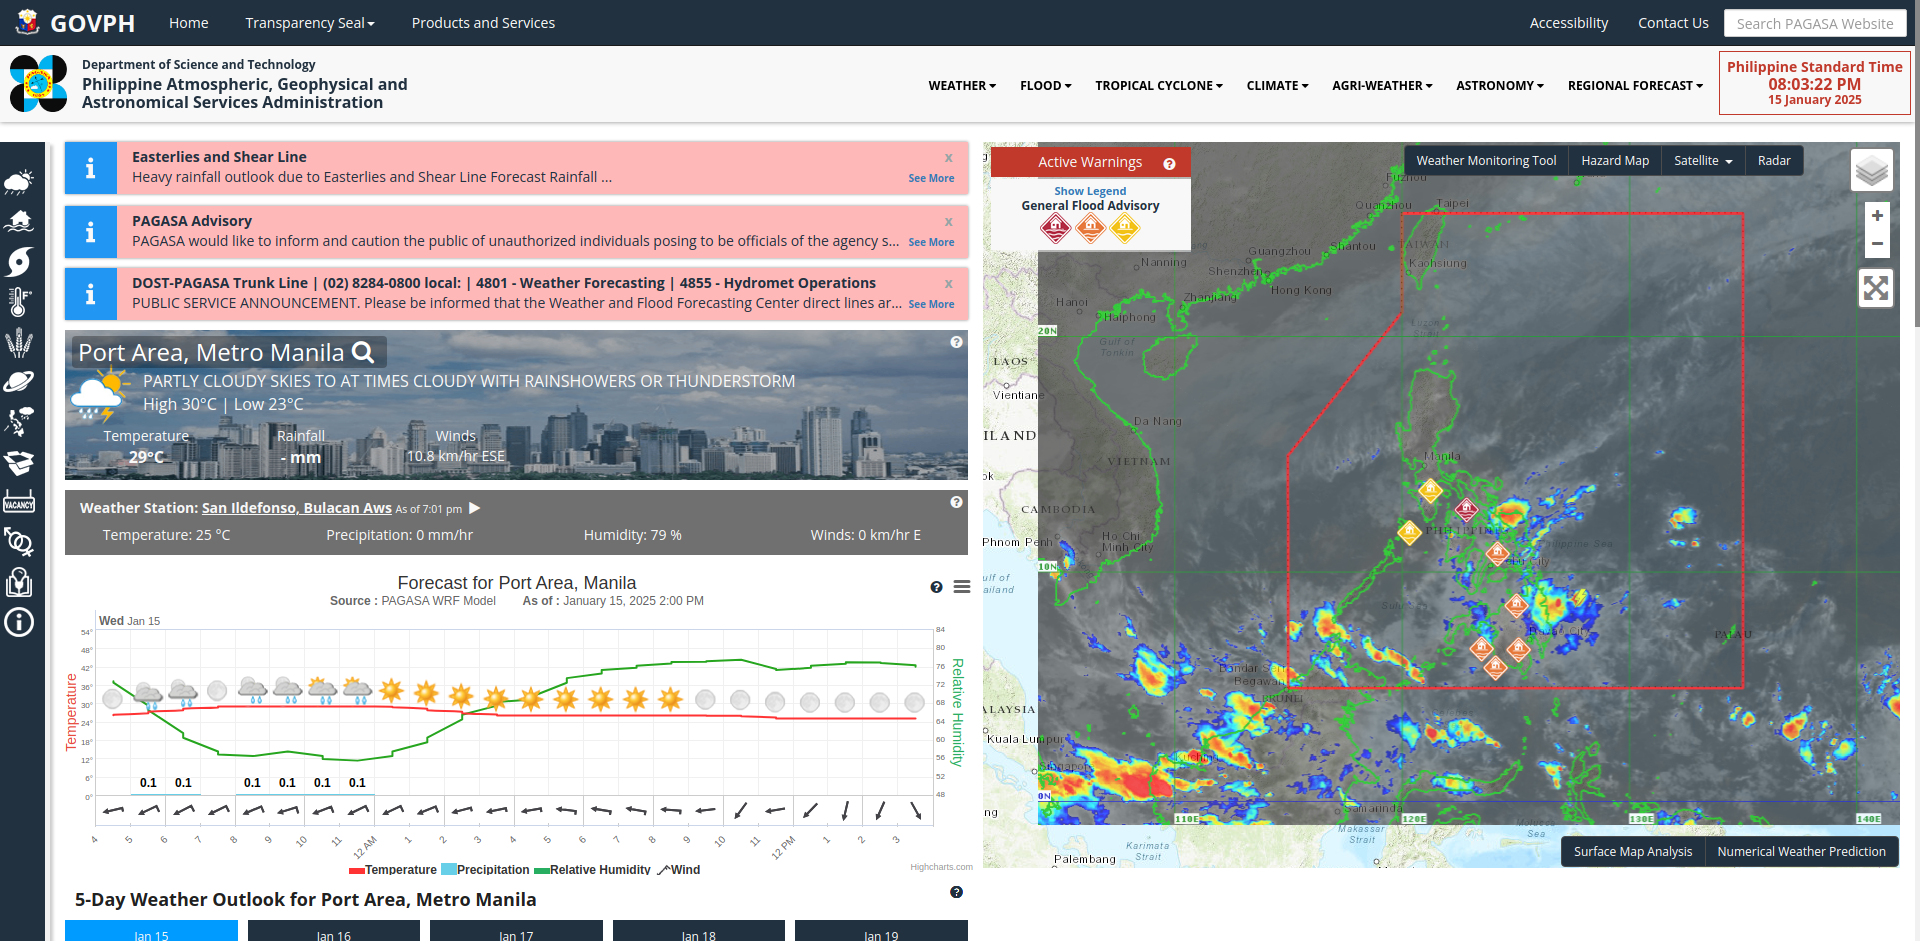 GOVPH
Home
Transparency Seal
Products and Services
Accessibility
Contact Us
Search PAGASA Website
Department of Science and Technology
Philippine Atmospheric, Geophysical and
Astronomical Services Administration
WEATHER
FLOOD
TROPICAL CYCLONE
CLIMATE
AGRI-WEATHER
ASTRONOMY
REGIONAL FORECAST
Philippine Standard Time
08:03:22 PM
15 January 2025
VACANCY
Easterlies and Shear Line
x
Heavy rainfall outlook due to Easterlies and Shear Line Forecast Rainfall ...
See More
PAGASA Advisory
x
PAGASA would like to inform and caution the public of unauthorized individuals posing to be officials of the agency s...
See More
DOST-PAGASA Trunk Line | (02) 8284-0800 local: | 4801 - Weather Forecasting | 4855 - Hydromet Operations
x
PUBLIC SERVICE ANNOUNCEMENT. Please be informed that the Weather and Flood Forecasting Center direct lines ar...
See More
Port Area, Metro Manila
PARTLY CLOUDY SKIES TO AT TIMES CLOUDY WITH RAINSHOWERS OR THUNDERSTORM
High 30°C | Low 23°C
Temperature
29°C
Rainfall
- mm
Winds
10.8 km/hr ESE
Weather Station: San Ildefonso, Bulacan Aws As of 7:01 pm
Temperature: 25 °C
Precipitation: 0 mm/hr
Humidity: 79 %
Winds: 0 km/hr E
Forecast for Port Area, Manila
Source : PAGASA WRF Model As of : January 15, 2025 2:00 PM
Wed Jan 15
Temperature
54°
48°
42°
36°
30°
24°
18°
12°
6°
0°
84
80
76
72
68
64
60
56
52
48
Relative Humidity
0.1
0.1
0.1
0.1
0.1
0.1
4
5
6
7
8
9
10
11
12 AM
1
2
3
4
5
6
7
8
9
10
11
12 PM
1
2
3
Temperature
Precipitation
Relative Humidity
Wind
Highcharts.com
5-Day Weather Outlook for Port Area, Metro Manila
Jan 15
Jan 16
Jan 17
Jan 18
Jan 19
Active Warnings
Show Legend
General Flood Advisory
Weather Monitoring Tool
Hazard Map
Satellite
Radar
+
−
Fuzhou
Quanzhou
Taipei
Shantou
TAIWAN
Guangzhou
Kaohsiung
Nanning
Shenzhen
Hong Kong
Hanoi
Zhanjiang
Haiphong
20N
Luzon
Gulf of
Tonkin
LAOS
Vientiane
Da Nang
ILAND
VIETNAM
Manila
ok
CAMBODIA
PHILIPPINE
Phnom Penh
Ho Chi
Minh City
ilippine Sea
10N
ulf of
ailand
Sulu
Davao City
PALAU
Bandar Seri
Begawan
BRUNEI
ALAYSIA
Kuala Lumpur
Kuching
Singapore
0N
ng
Samarinda
110E
120E
130E
140E
Makassar
Strait
Karimata
Strait
Sea
Palembang
Surface Map Analysis
Numerical Weather Prediction